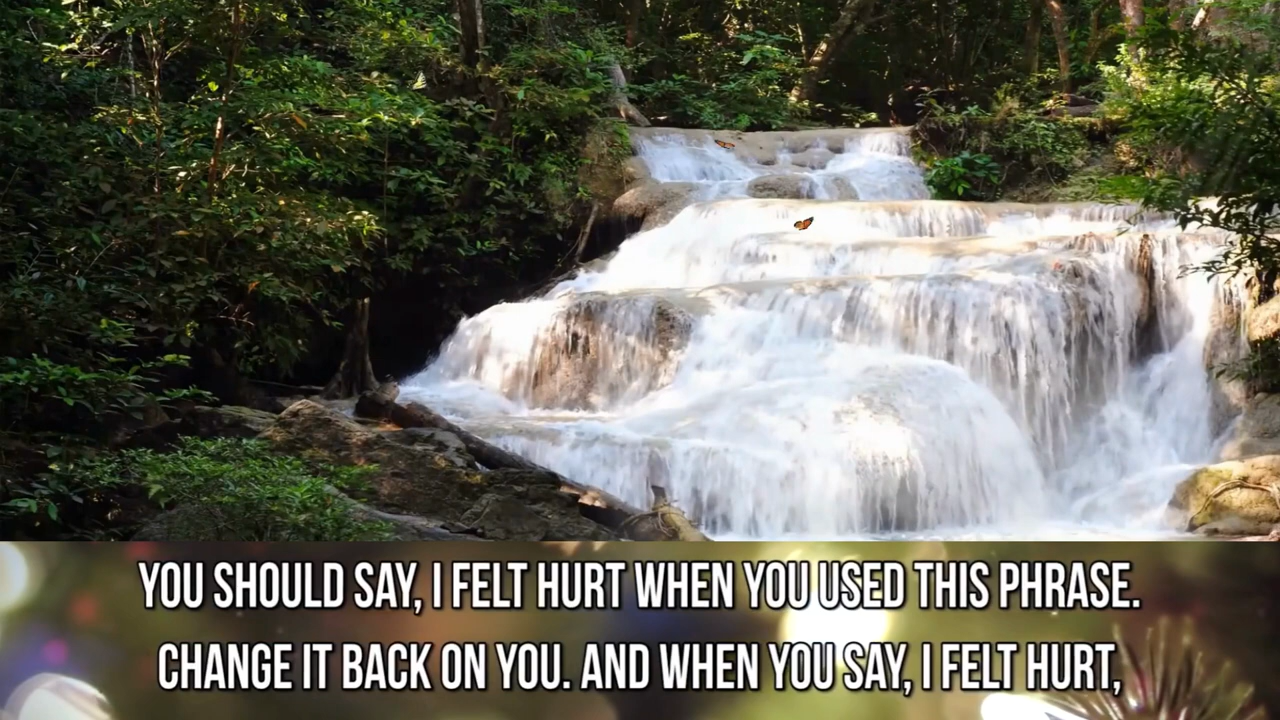 YOU SHOULD SAY, I FELT HURT WHEN YOU USED THIS PHRASE.
CHANGE IT BACK ON YOU. AND WHEN YOU SAY, I FELT HURT,